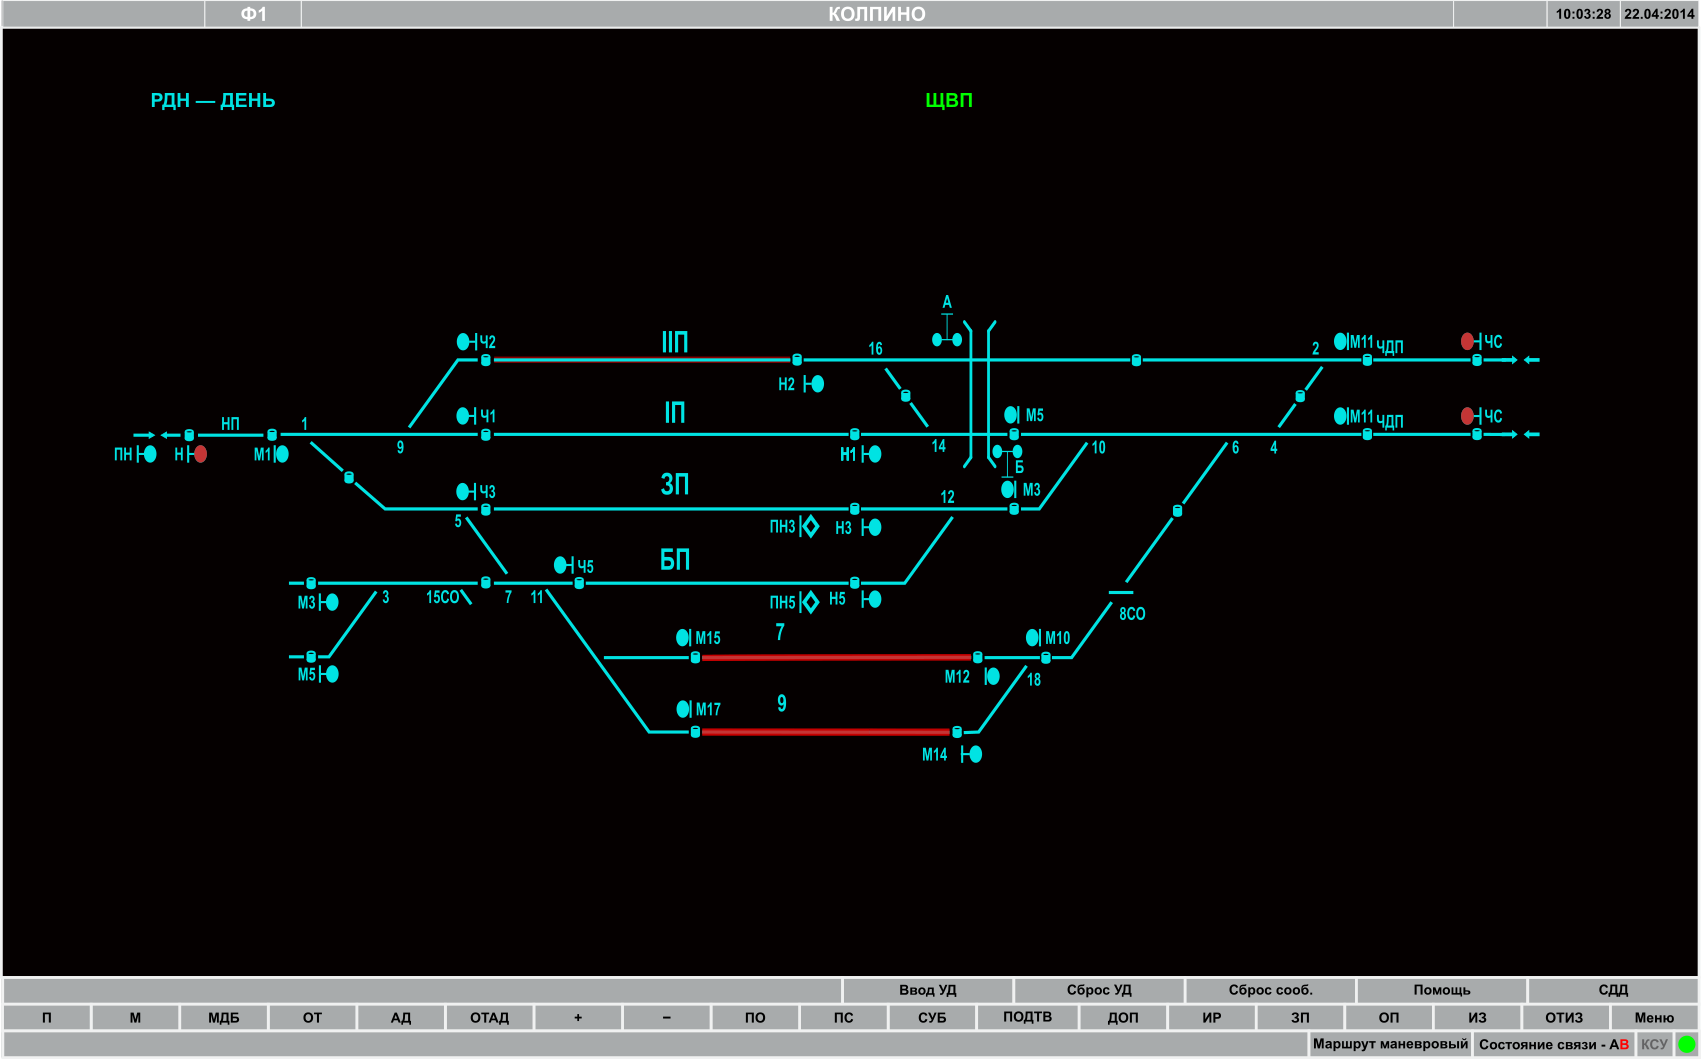 Ф1 КОЛПИНО 10:03:28 22.04:2014
РДН — ДЕНЬ ЩВП
А
Ч2 IIП 16 2 М11 ЧДП ЧС
Н2
НП 1 Ч1 IП М5 М11 ЧДП ЧС
ПН Н М1 9 Н1 14 Б 10 6 4
Ч3 3П 12 М3
5 ПН3 Н3
Ч5 БП
М3 3 15СО 7 11 ПН5 Н5 8СО
М15 7 М10
М5 М12 18
М17 9
М14
Ввод УД Сброс УД Сброс сооб. Помощь СДД
П М МДБ ОТ АД ОТАД + − ПО ПС СУБ ПОДТВ ДОП ИР ЗП ОП ИЗ ОТИЗ Меню
Маршрут маневровый Состояние связи - АВ КСУ